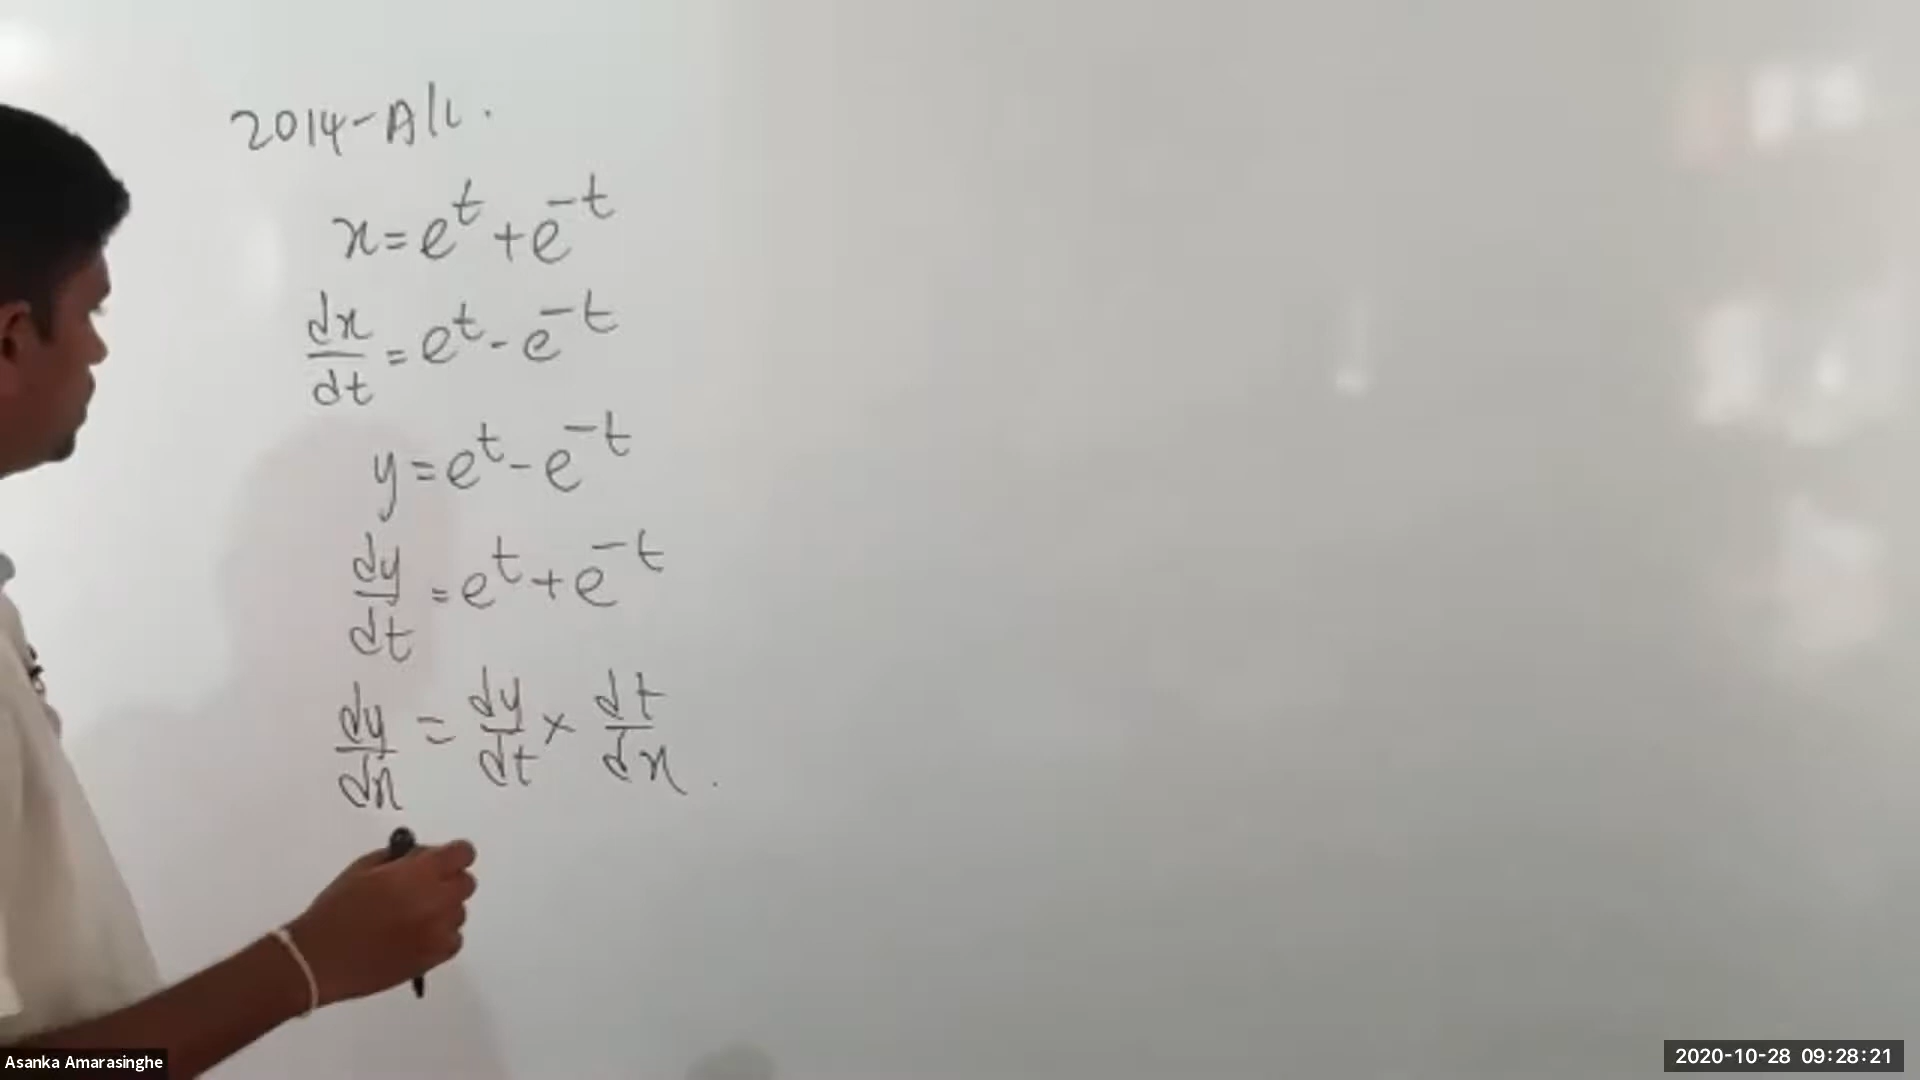 2014-A/L.
x=e^t+e^-t
dx/dt=e^t-e^-t
y=e^t-e^-t
dy/dt=e^t+e^-t
dy/dx=dy/dt×dt/dx.
Asanka Amarasinghe
2020-10-28 09:28:21